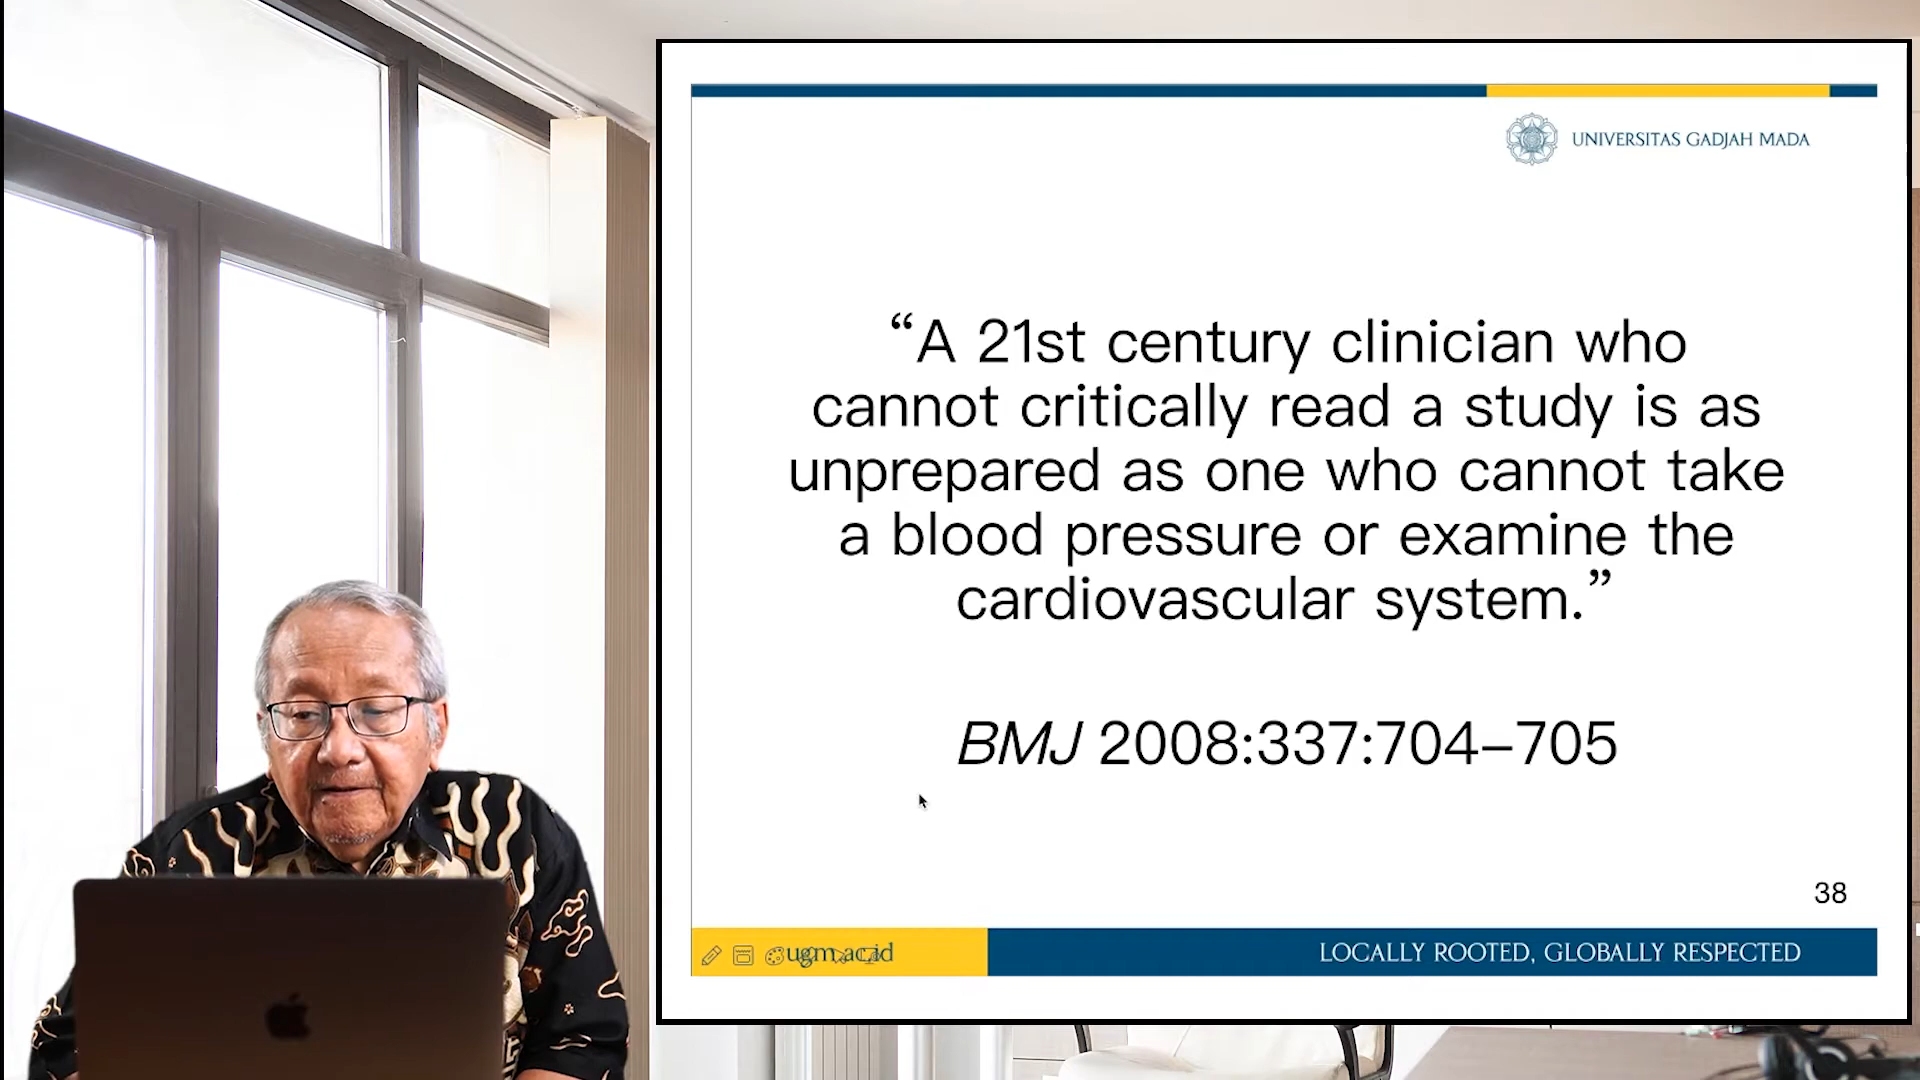 UNIVERSITAS GADJAH MADA
“A 21st century clinician who
cannot critically read a study is as
unprepared as one who cannot take
a blood pressure or examine the
cardiovascular system.”
BMJ 2008:337:704–705
38
ugm.ac.id
LOCALLY ROOTED, GLOBALLY RESPECTED